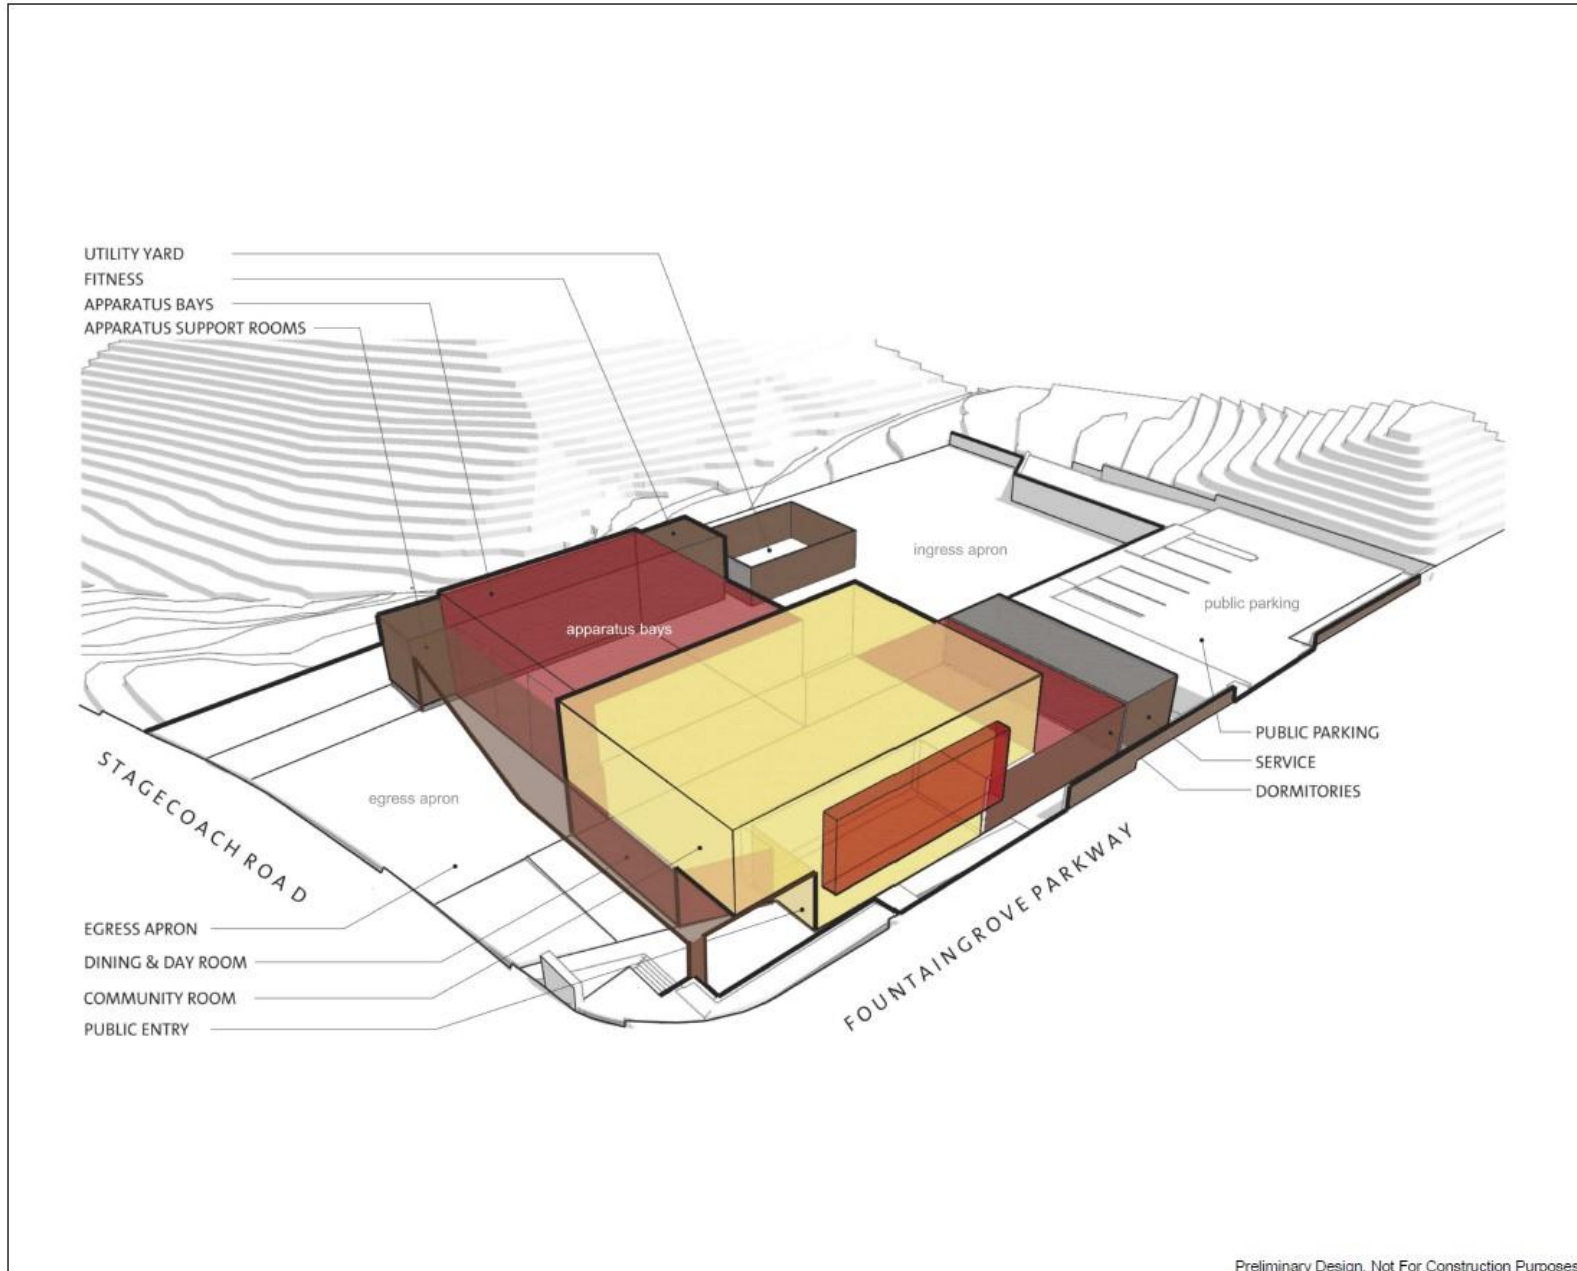 UTILITY YARD
FITNESS
APPARATUS BAYS
APPARATUS SUPPORT ROOMS
ingress apron
public parking
apparatus bays
egress apron
STAGECOACH ROAD
PUBLIC PARKING
SERVICE
DORMITORIES
FOUNTAINGROVE PARKWAY
EGRESS APRON
DINING & DAY ROOM
COMMUNITY ROOM
PUBLIC ENTRY
Preliminary Design. Not For Construction Purposes